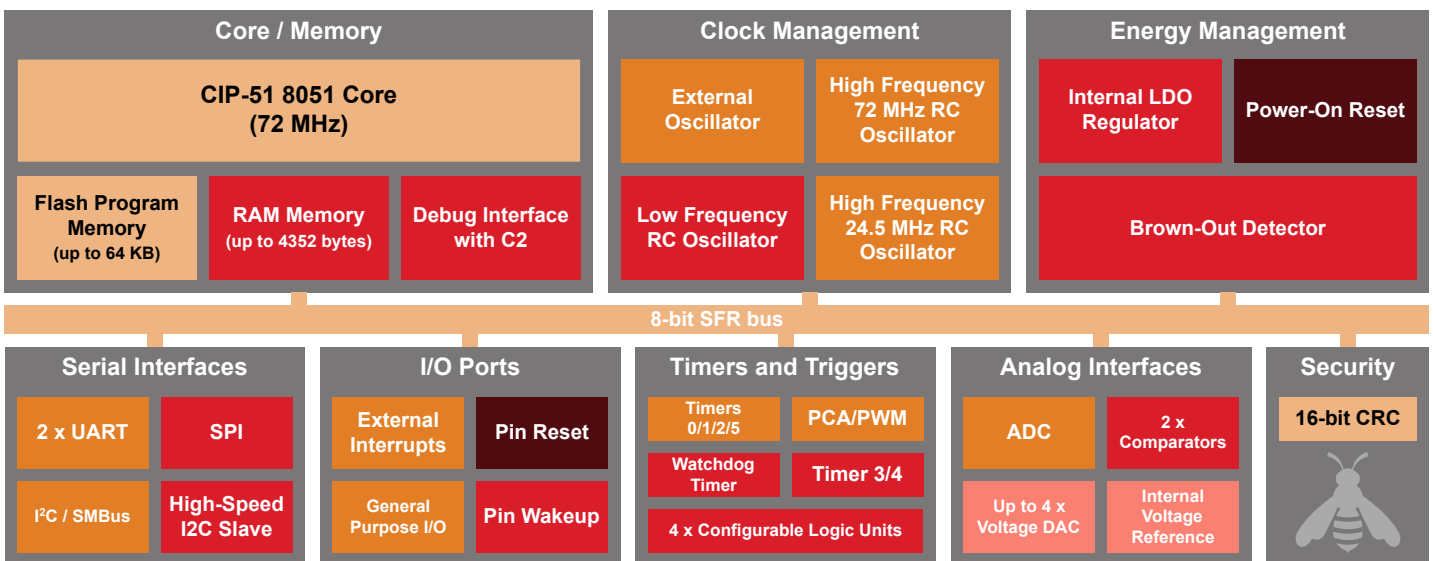 Core / Memory
CIP-51 8051 Core
(72 MHz)
Flash Program
Memory
(up to 64 KB)
RAM Memory
(up to 4352 bytes)
Debug Interface
with C2
Clock Management
External
Oscillator
High Frequency
72 MHz RC
Oscillator
Low Frequency
RC Oscillator
High Frequency
24.5 MHz RC
Oscillator
Energy Management
Internal LDO
Regulator
Power-On Reset
Brown-Out Detector
8-bit SFR bus
Serial Interfaces
2 x UART
SPI
I²C / SMBus
High-Speed
I2C Slave
I/O Ports
External
Interrupts
Pin Reset
General
Purpose I/O
Pin Wakeup
Timers and Triggers
Timers
0/1/2/5
PCA/PWM
Watchdog
Timer
Timer 3/4
4 x Configurable Logic Units
Analog Interfaces
ADC
2 x
Comparators
Up to 4 x
Voltage DAC
Internal
Voltage
Reference
Security
16-bit CRC